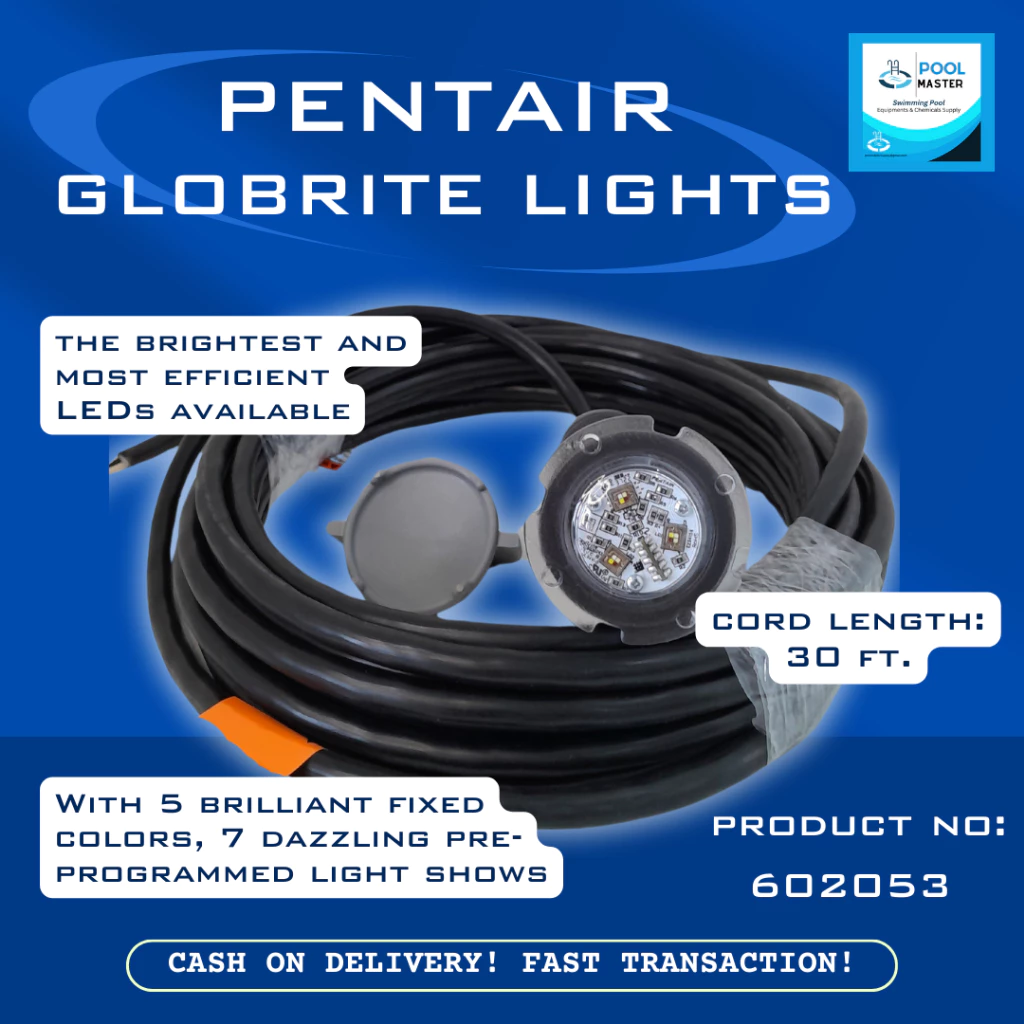 PENTAIR
GLOBRITE LIGHTS
POOL
MASTER
Swimming Pool
Equipments & Chemicals Supply
THE BRIGHTEST AND
MOST EFFICIENT
LEDS AVAILABLE
CORD LENGTH:
30 FT.
WITH 5 BRILLIANT FIXED
COLORS, 7 DAZZLING PRE-
PROGRAMMED LIGHT SHOWS
PRODUCT NO:
602053
CASH ON DELIVERY! FAST TRANSACTION!